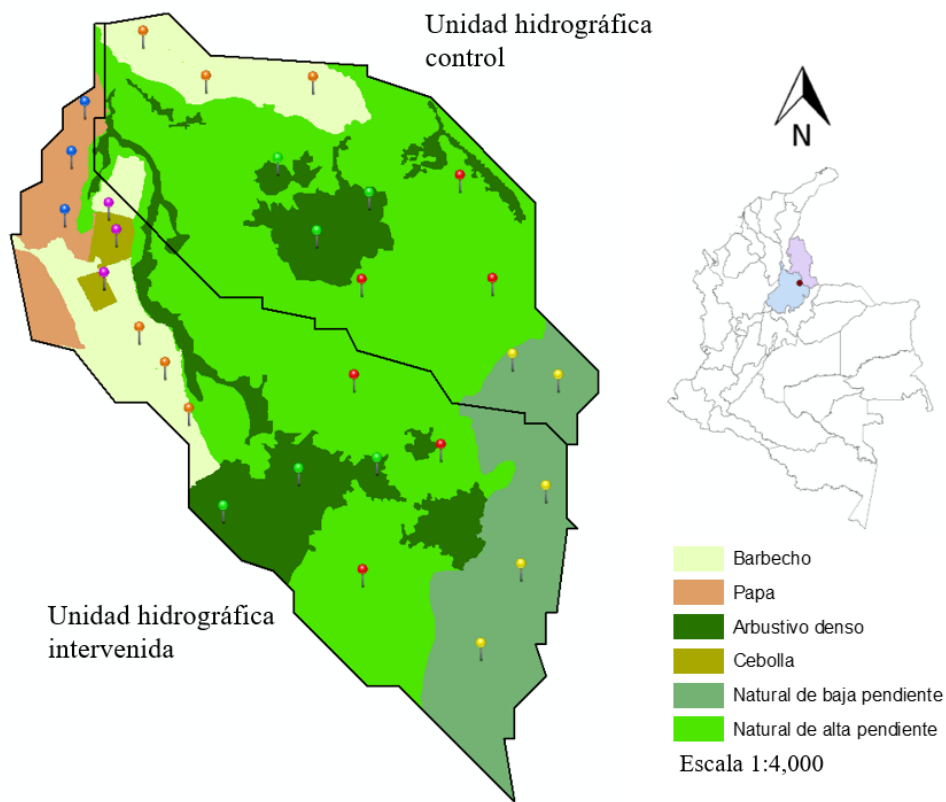 Unidad hidrográfica
control
N
Unidad hidrográfica
intervenida
Barbecho
Papa
Arbustivo denso
Cebolla
Natural de baja pendiente
Natural de alta pendiente
Escala 1:4,000